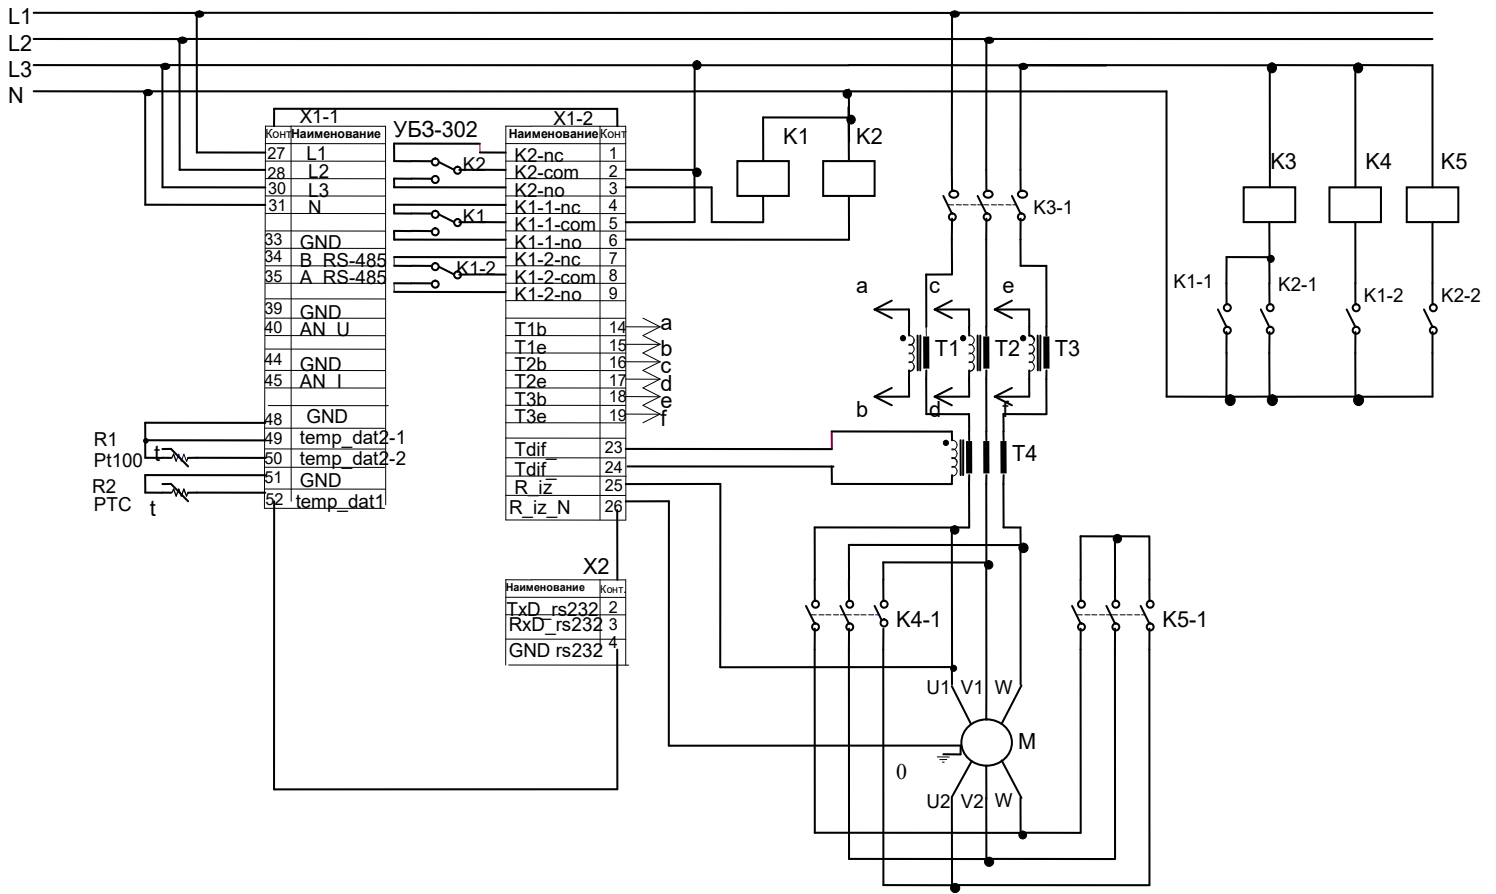 L1
L2
L3
N
X1-1
Конт Наименование
27 L1
28 L2
30 L3
31 N
33 GND
34 B RS-485
35 A RS-485
39 GND
40 AN U
44 GND
45 AN I
48 GND
49 temp_dat2-1
50 temp_dat2-2
51 GND
52 temp_dat1
R1
Pt100 t
R2
PTC t
УБЗ-302
K2
K1
K1-2
X1-2
Наименование Конт
K2-nc 1
K2-com 2
K2-no 3
K1-1-nc 4
K1-1-com 5
K1-1-no 6
K1-2-nc 7
K1-2-com 8
K1-2-no 9
T1b 14 a
T1e 15 b
T2b 16 c
T2e 17 d
T3b 18 e
T3e 19 f
Tdif_ 23
Tdif_ 24
R_iz 25
R_iz_N 26
X2
Наименование Конт.
TxD_rs232 2
RxD_rs232 3
GND rs232 4
K1 K2
K3-1
a c e
T1 T2 T3
b d f
T4
K4-1
K5-1
U1 V1 W
M
0
U2 V2 W
K3 K4 K5
K1-1 K2-1 K1-2 K2-2